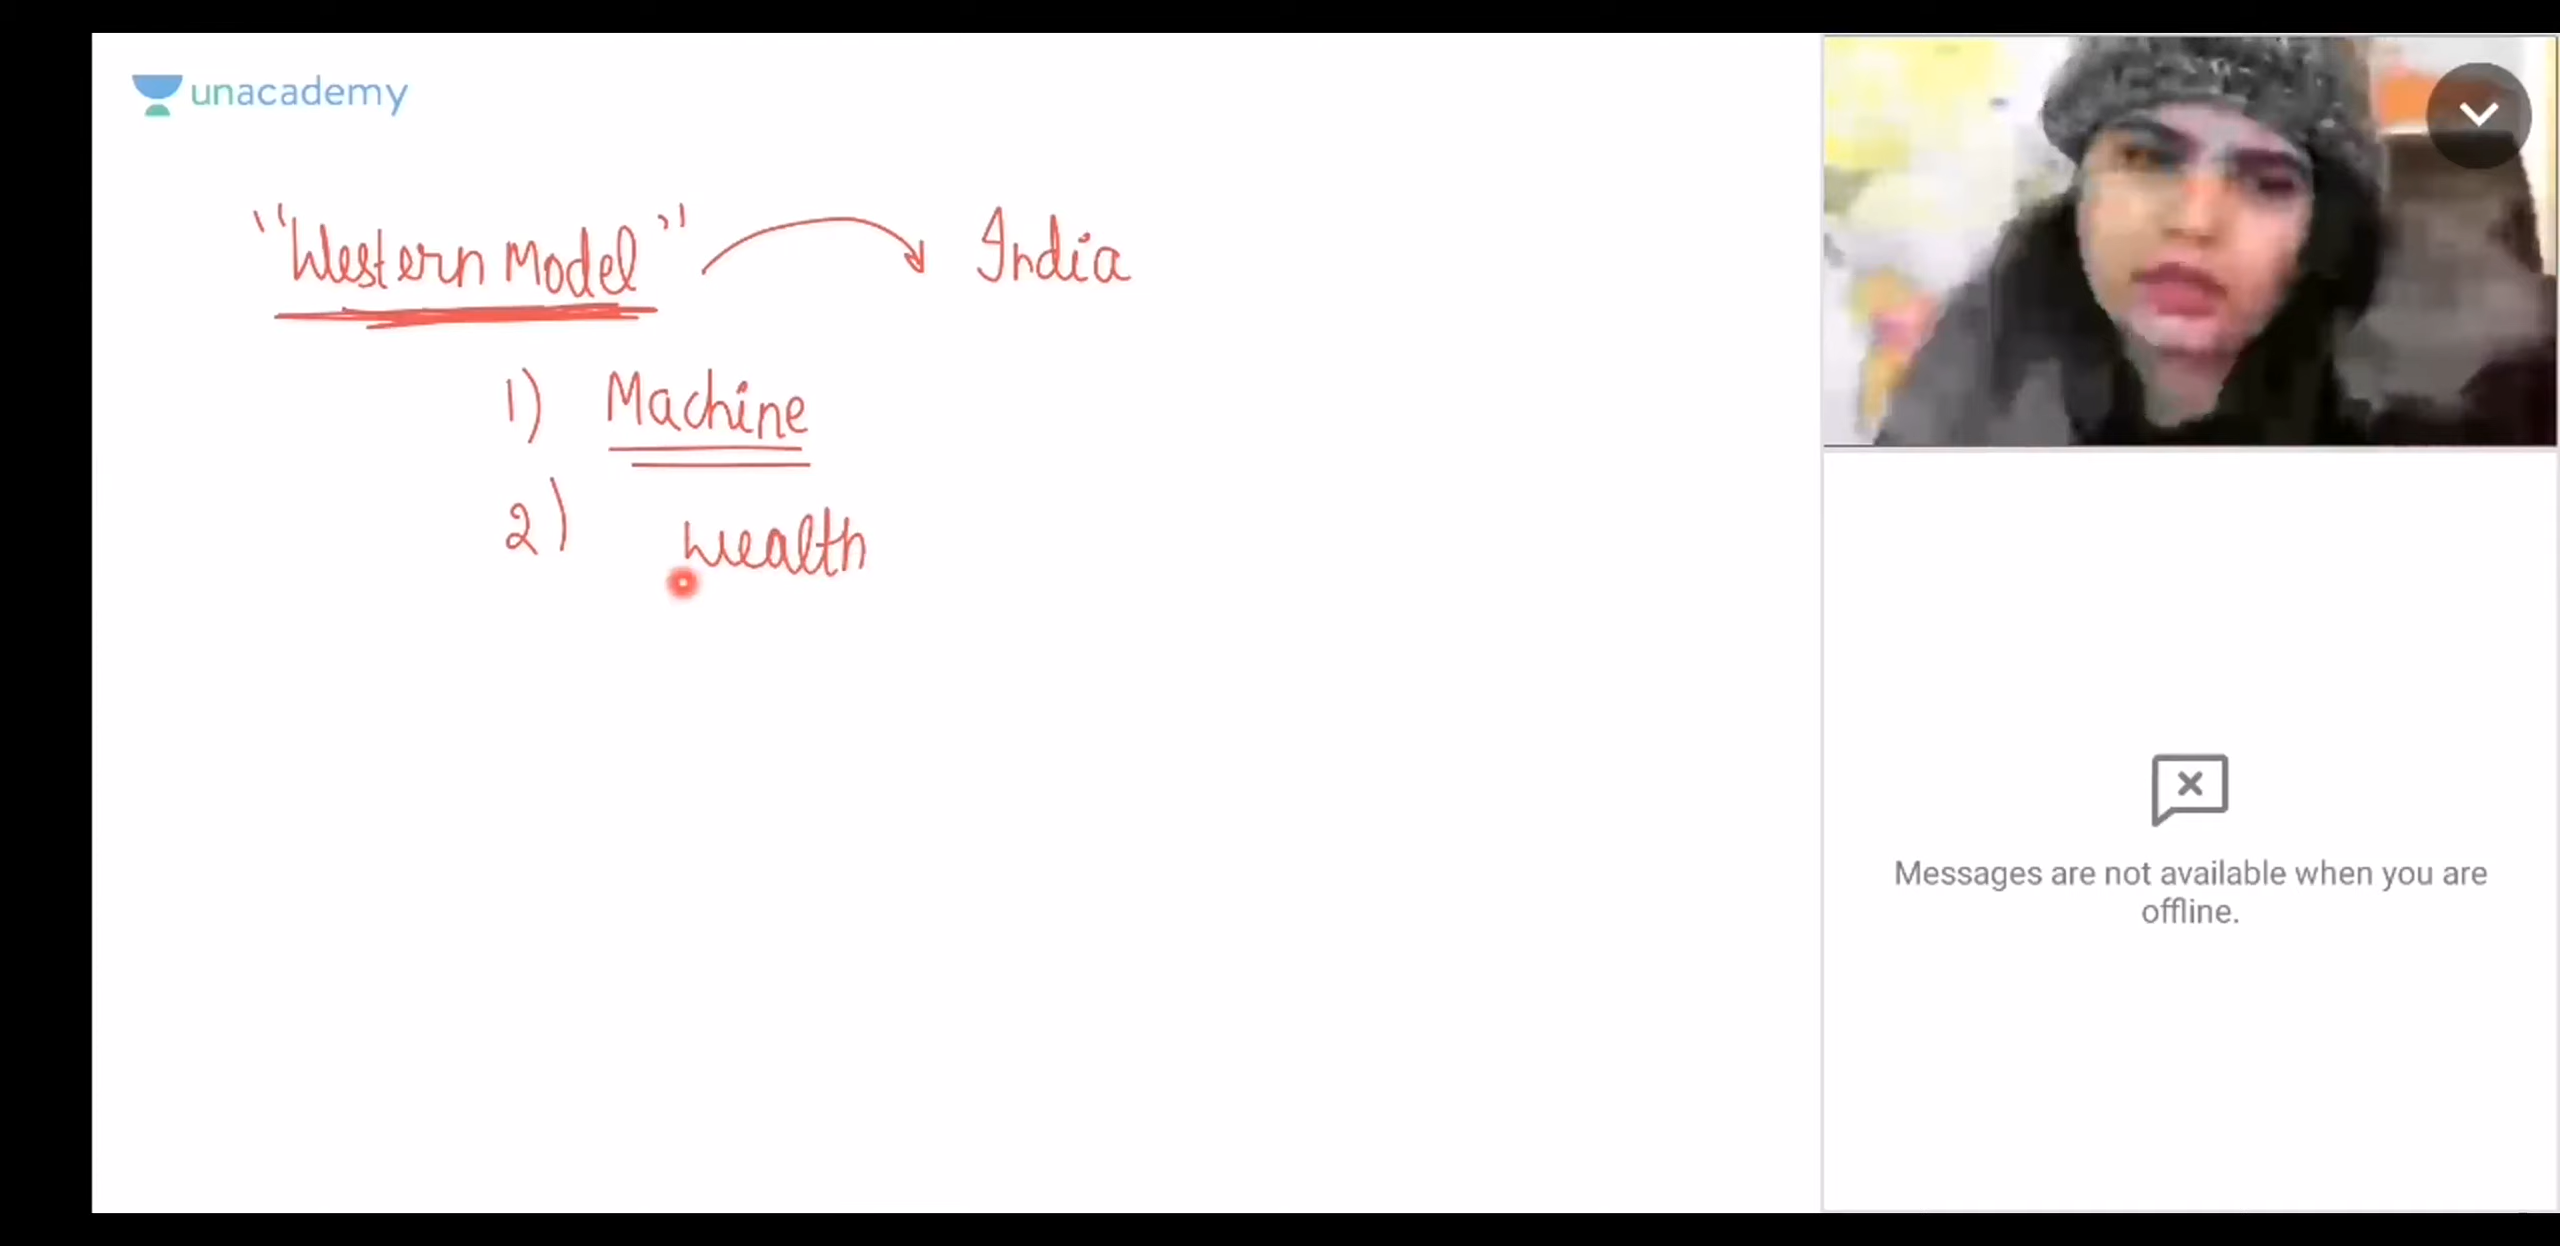 unacademy
"Western Model" India
1) Machine
2) Wealth
Messages are not available when you are
offline.